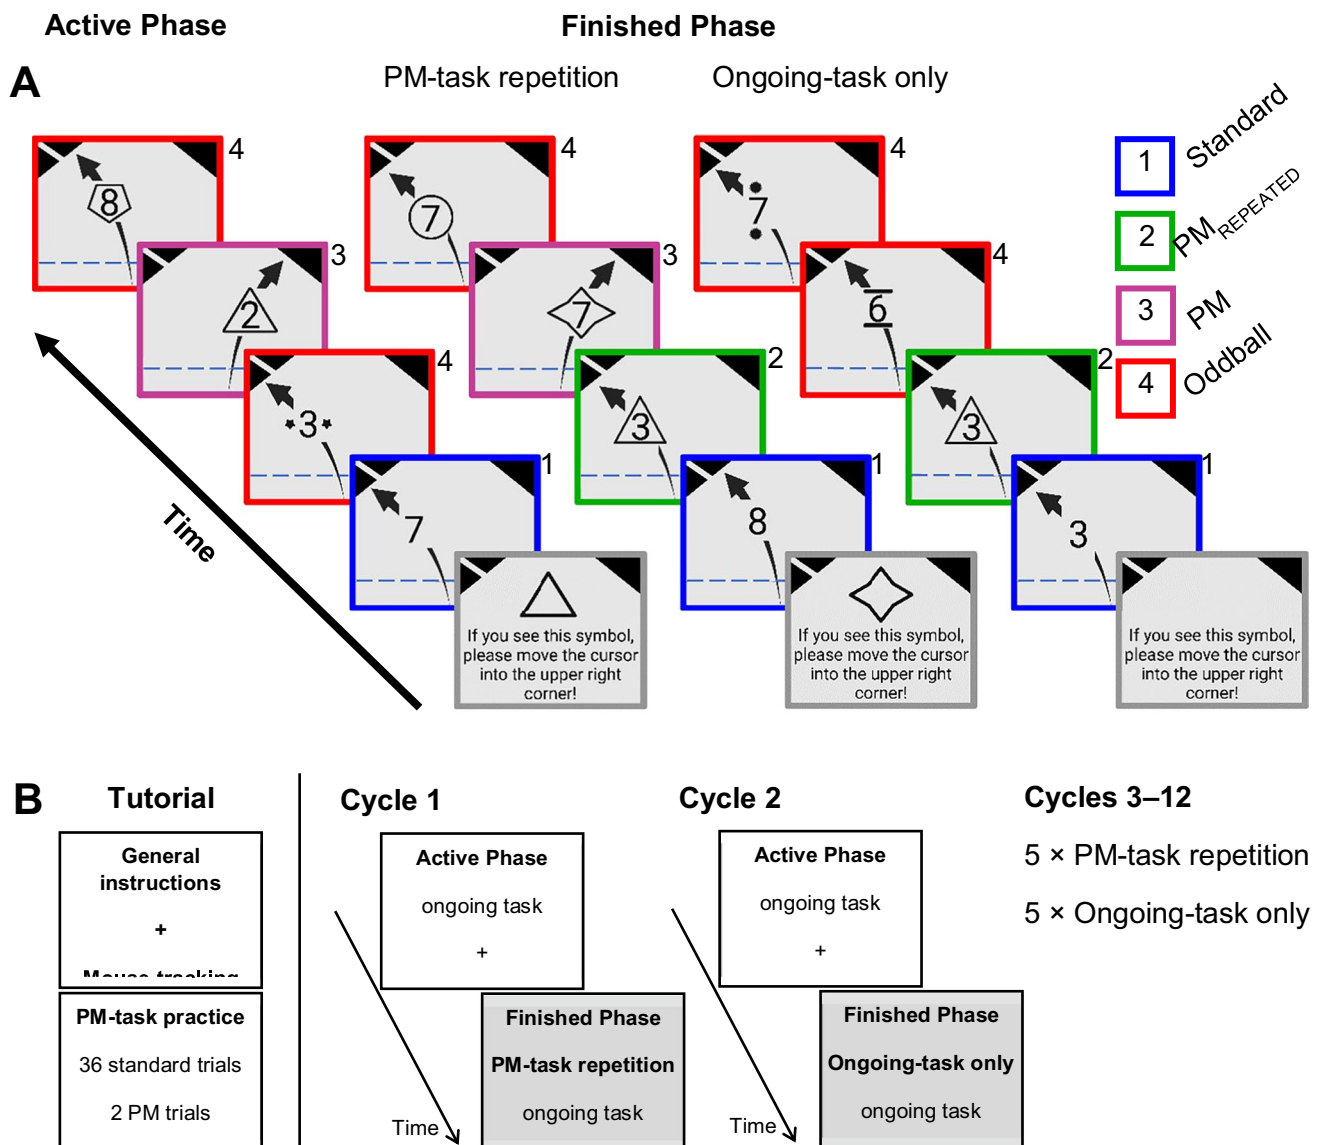 Active Phase
Finished Phase
A
PM-task repetition
Ongoing-task only
4
8
3
2
4
3
1
7
If you see this symbol,
please move the cursor
into the upper right
corner!
4
7
3
7
2
3
1
8
If you see this symbol,
please move the cursor
into the upper right
corner!
4
7
4
6
2
3
1
3
If you see this symbol,
please move the cursor
into the upper right
corner!
Time
1 Standard
2 PM REPEATED
3 PM
4 Oddball
B
Tutorial
General
instructions
+
Mouse-tracking
PM-task practice
36 standard trials
2 PM trials
Cycle 1
Active Phase
ongoing task
+
Finished Phase
PM-task repetition
ongoing task
Time
Cycle 2
Active Phase
ongoing task
+
Finished Phase
Ongoing-task only
ongoing task
Time
Cycles 3–12
5 × PM-task repetition
5 × Ongoing-task only